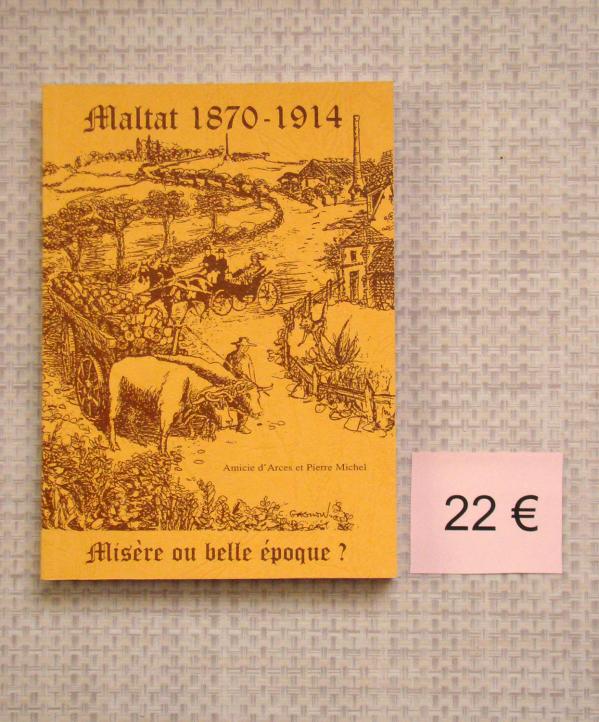 Maltat 1870-1914
Amicie d'Arces et Pierre Michel
Misère ou belle époque ?
22 €